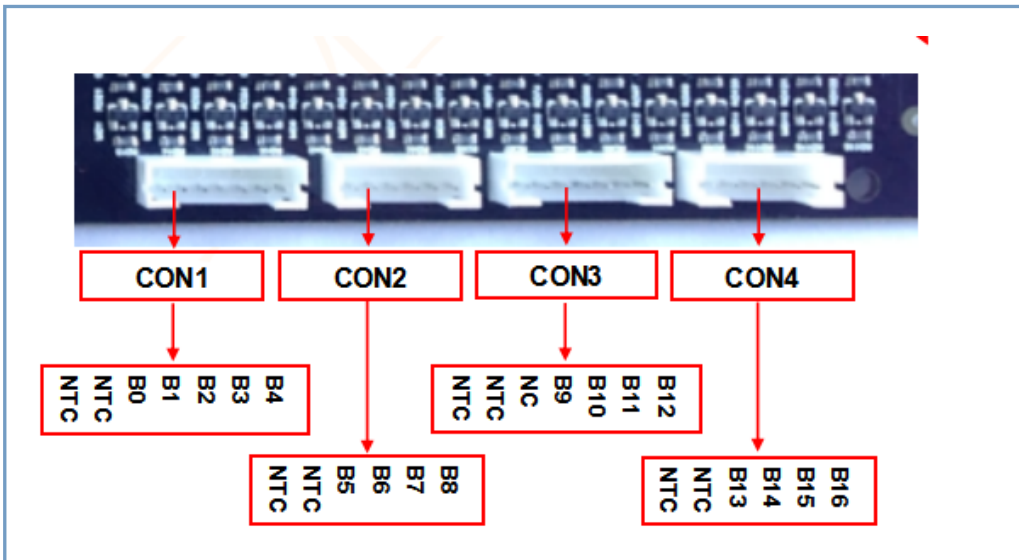 CON1 CON2 CON3 CON4
NTC NTC B0 B1 B2 B3 B4
NTC NTC NC B9 B10 B11 B12
NTC NTC B5 B6 B7 B8
NTC NTC B13 B14 B15 B16